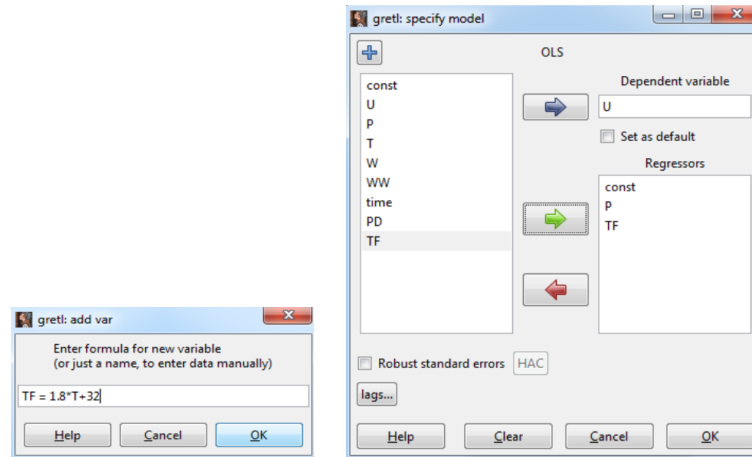 gretl: add var
Enter formula for new variable
(or just a name, to enter data manually)
TF = 1.8*T+32
Help Cancel OK
gretl: specify model
OLS
const
U
P
T
W
WW
time
PD
TF
Dependent variable
U
Set as default
Regressors
const
P
TF
Robust standard errors HAC
lags...
Help Clear Cancel OK